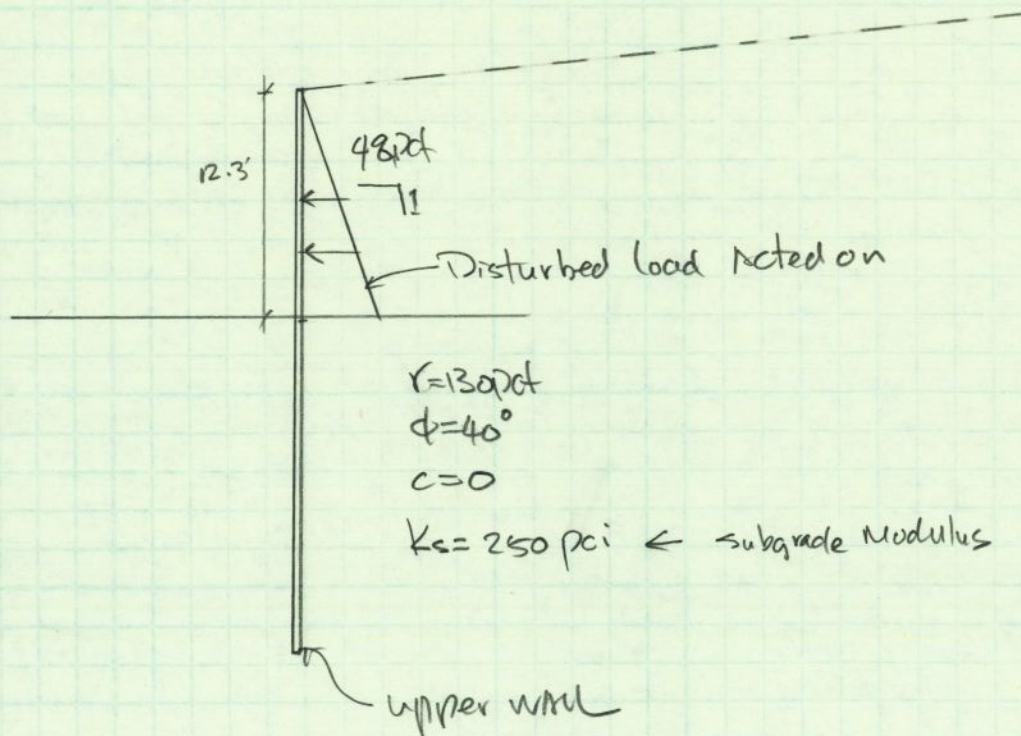 12.3'
48pcf
1
Disturbed load Acted on
γ=130pcf
ϕ=40°
c=0
Ks= 250 pci ← subgrade Modulus
upper WALL